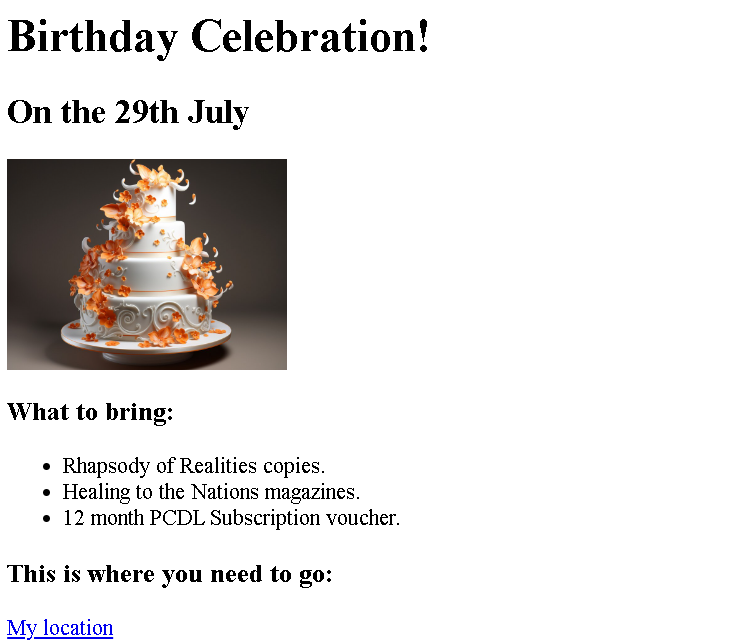 Birthday Celebration!
On the 29th July
What to bring:
Rhapsody of Realities copies.
Healing to the Nations magazines.
12 month PCDL Subscription voucher.
This is where you need to go:
My location